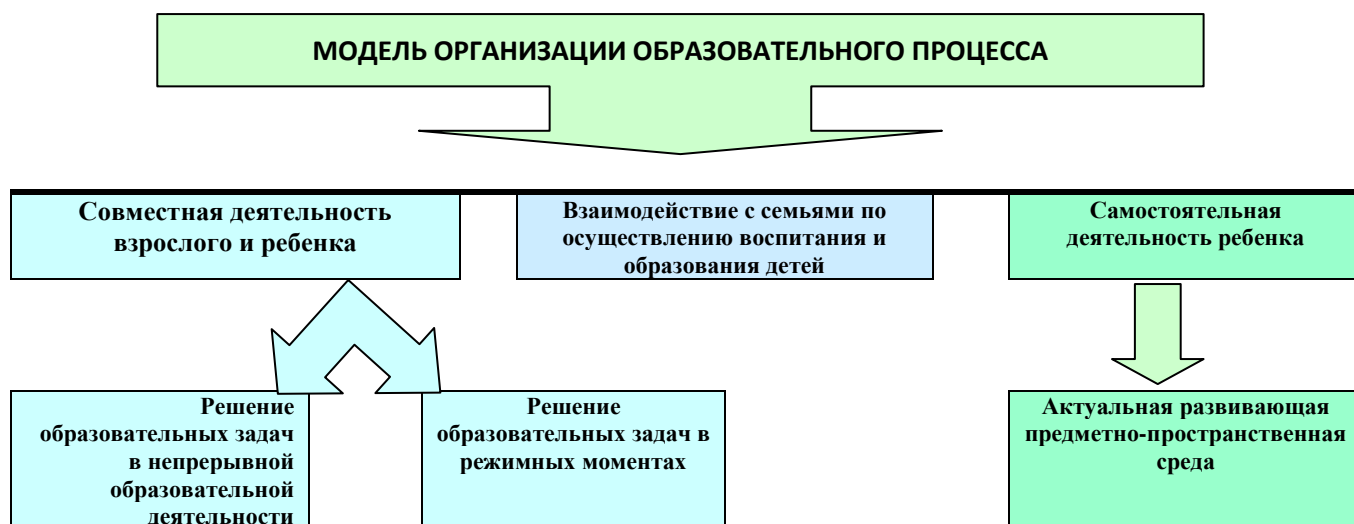 МОДЕЛЬ ОРГАНИЗАЦИИ ОБРАЗОВАТЕЛЬНОГО ПРОЦЕССА
Совместная деятельность
взрослого и ребенка
Взаимодействие с семьями по
осуществлению воспитания и
образования детей
Самостоятельная
деятельность ребенка
Решение
образовательных задач
в непрерывной
образовательной
деятельности
Решение
образовательных задач в
режимных моментах
Актуальная развивающая
предметно-пространственная
среда